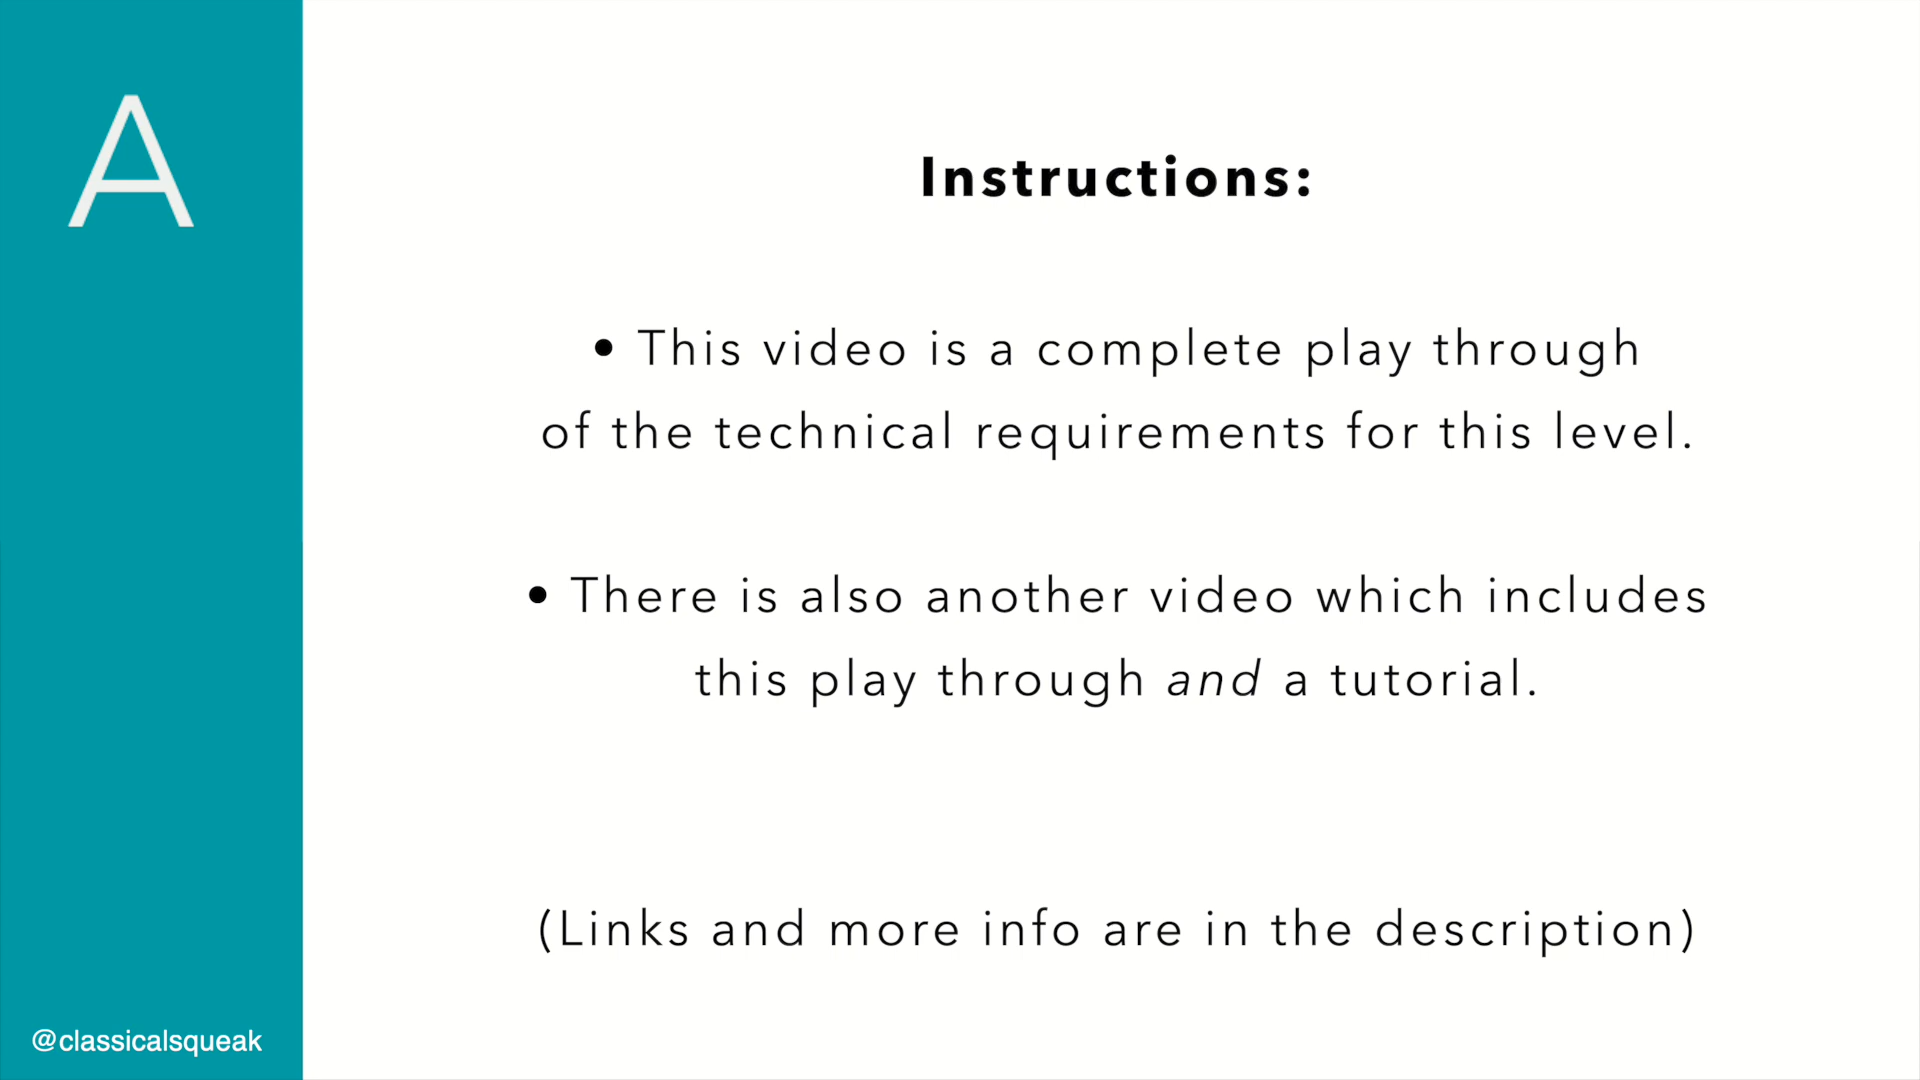 A
Instructions:
• This video is a complete play through
of the technical requirements for this level.
• There is also another video which includes
this play through and a tutorial.
(Links and more info are in the description)
@classicalsqueak